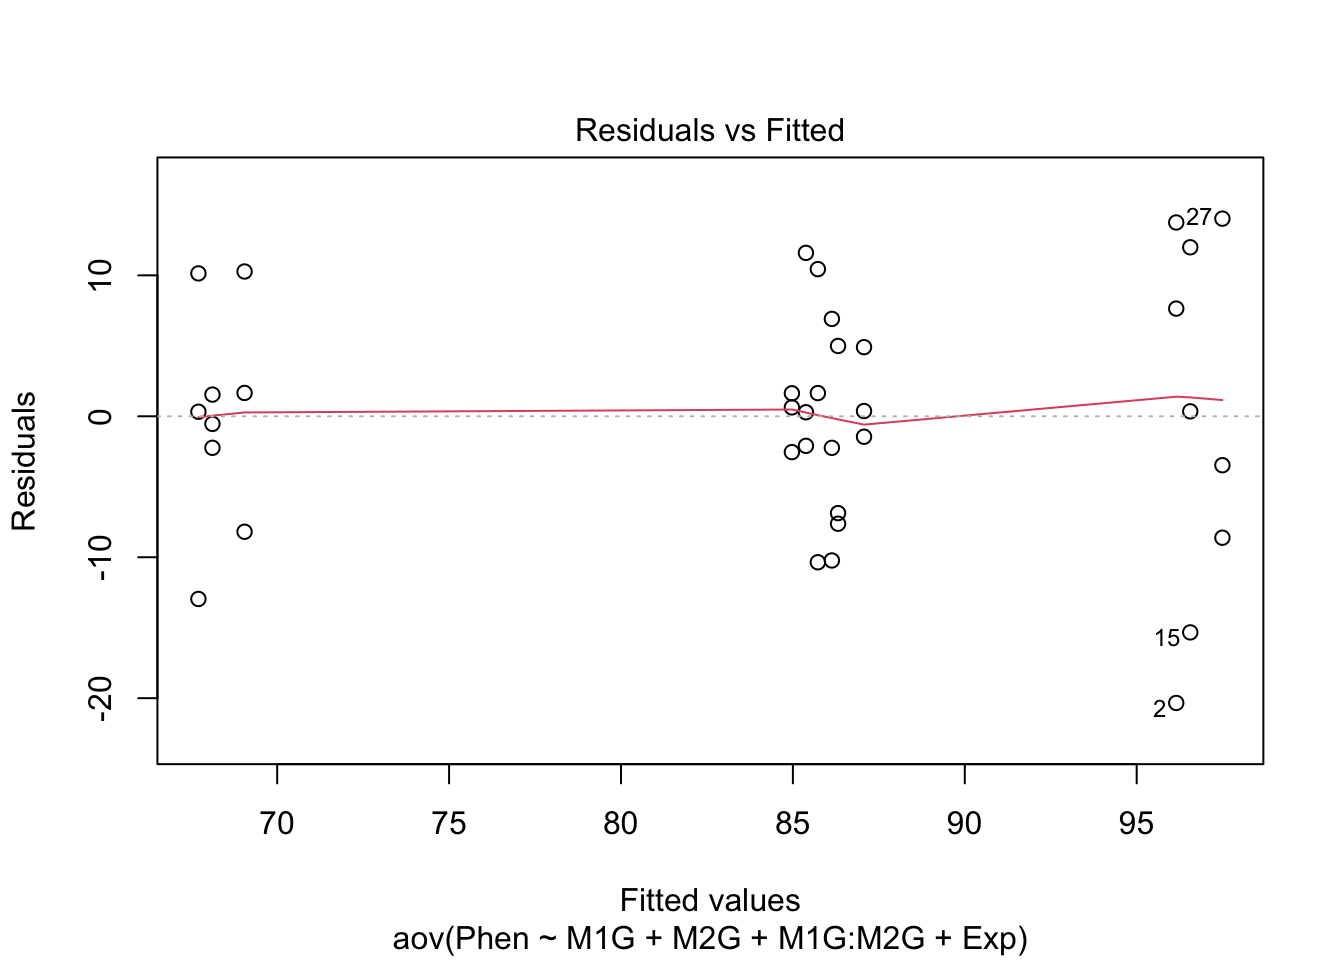 Residuals vs Fitted
Residuals
10
0
-10
-20
27
15
2
70 75 80 85 90 95
Fitted values
aov(Phen ~ M1G + M2G + M1G:M2G + Exp)